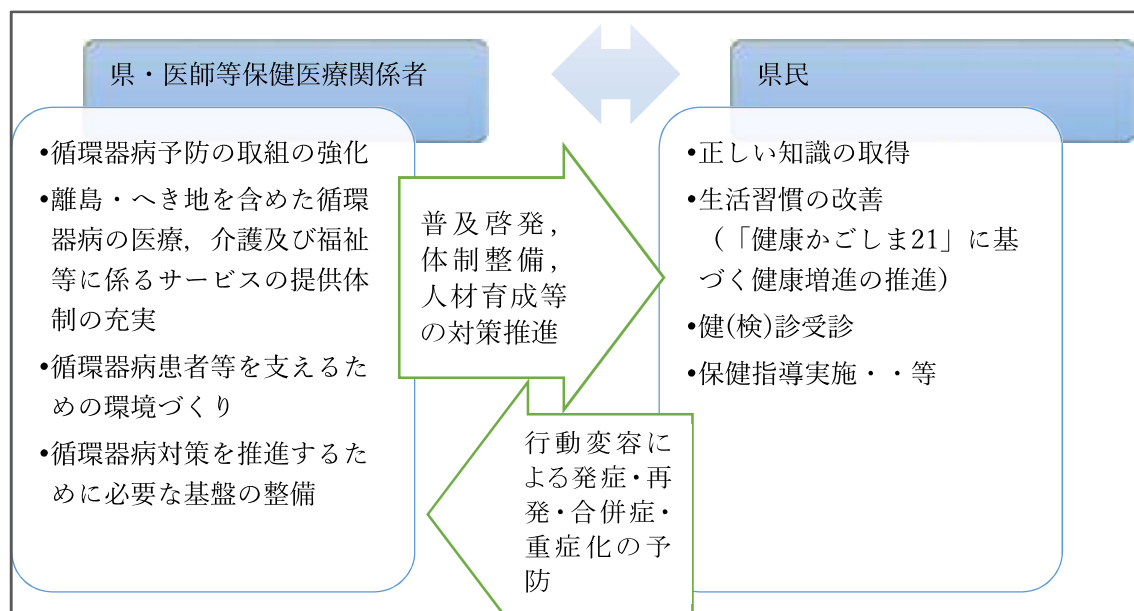 県・医師等保健医療関係者
•循環器病予防の取組の強化
•離島・へき地を含めた循環
器病の医療，介護及び福祉
等に係るサービスの提供体
制の充実
•循環器病患者等を支えるた
めの環境づくり
•循環器病対策を推進するた
めに必要な基盤の整備
普及啓発，
体制整備，
人材育成等
の対策推進
行動変容に
よる発症・再
発・合併症・
重症化の予
防
県民
•正しい知識の取得
•生活習慣の改善
（「健康かごしま21」に基
づく健康増進の推進）
•健(検)診受診
•保健指導実施・・等